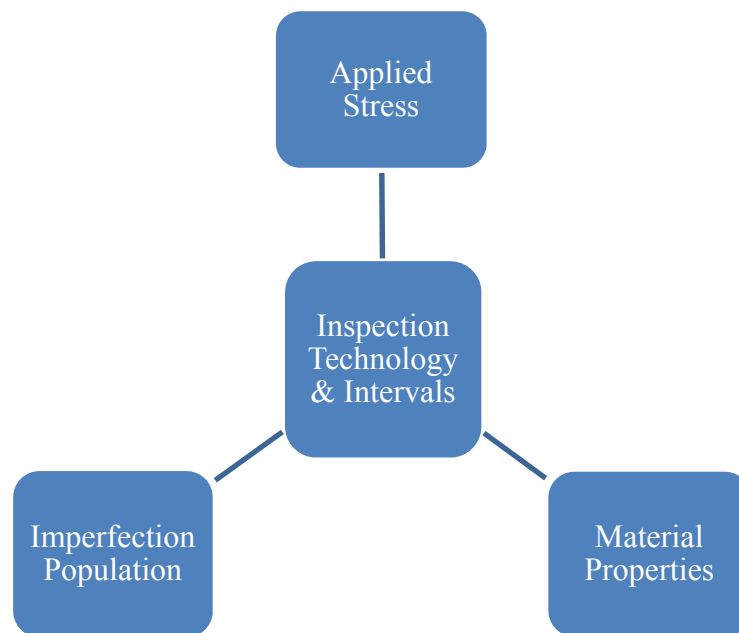 Applied
Stress
Inspection
Technology
& Intervals
Imperfection
Population
Material
Properties